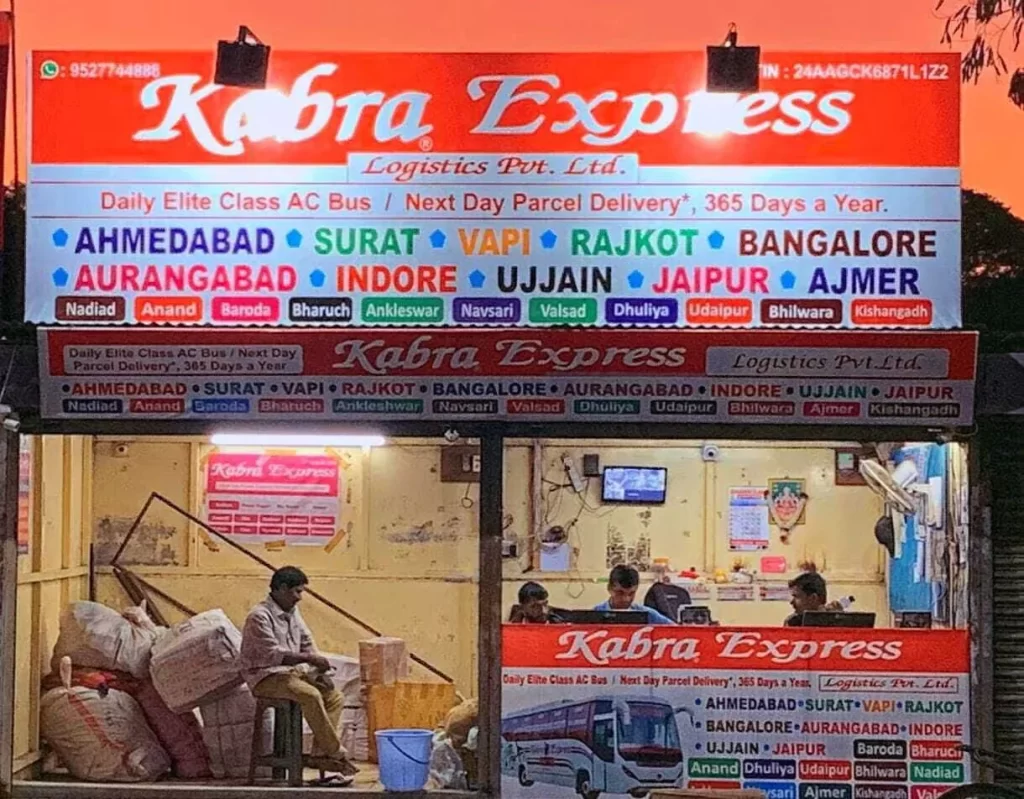 : 9527744886
TIN : 24AAGCK6871L1Z2
Kabra Express®
Logistics Pvt. Ltd.
Daily Elite Class AC Bus / Next Day Parcel Delivery*, 365 Days a Year.
AHMEDABAD SURAT VAPI RAJKOT BANGALORE
AURANGABAD INDORE UJJAIN JAIPUR AJMER
Nadiad Anand Baroda Bharuch Ankleswar Navsari Valsad Dhuliya Udaipur Bhilwara Kishangadh
Daily Elite Class AC Bus / Next Day
Parcel Delivery*, 365 Days a Year
Kabra Express
Logistics Pvt.Ltd.
•AHMEDABAD •SURAT •VAPI •RAJKOT •BANGALORE •AURANGABAD •INDORE •UJJAIN •JAIPUR
Nadiad Anand Baroda Bharuch Ankleshwar Navsari Valsad Dhuliya Udaipur Bhilwara Ajmer Kishangadh
Kabra Express
Kabra Express
Daily Elite Class AC Bus / Next Day Parcel Delivery*, 365 Days a Year.
Logistics Pvt. Ltd.
•AHMEDABAD •SURAT •VAPI •RAJKOT
•BANGALORE •AURANGABAD •INDORE
•UJJAIN •JAIPUR Baroda Bharuch
Anand Dhuliya Udaipur Bhilwara Nadiad
Navsari Ajmer Kishangadh